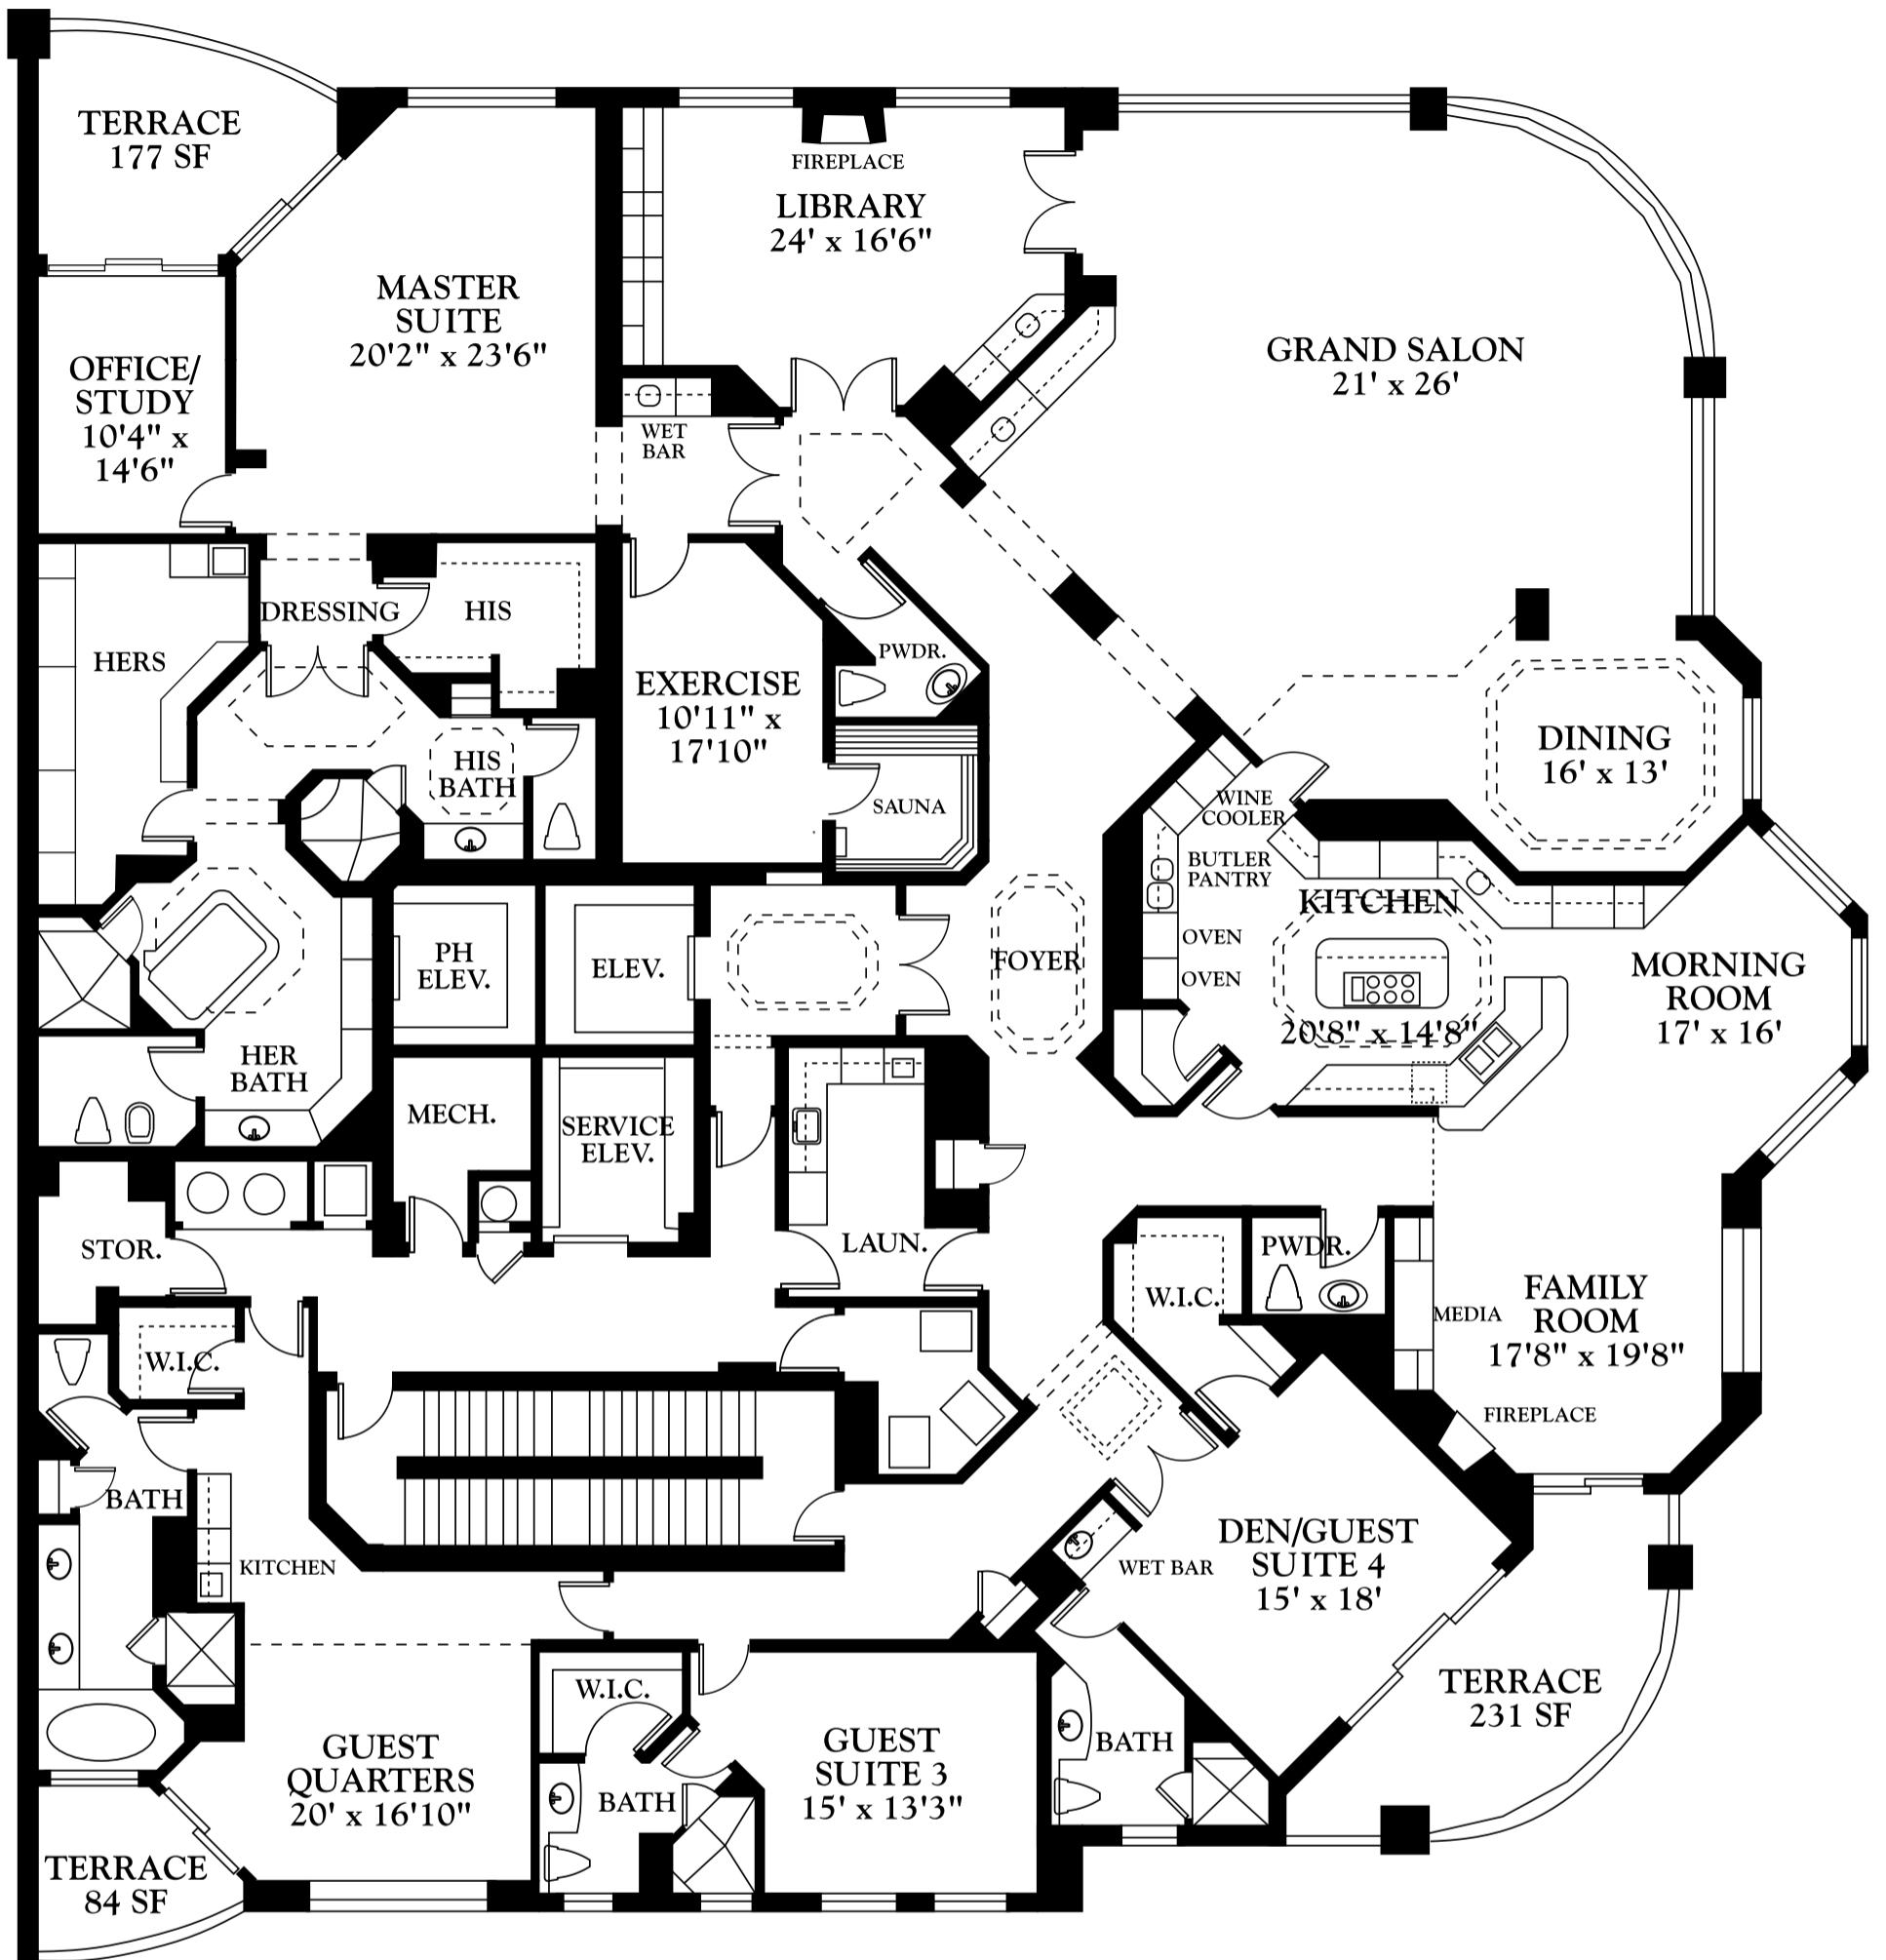 TERRACE
177 SF
FIREPLACE
LIBRARY
24' x 16'6"
MASTER
SUITE
20'2" x 23'6"
OFFICE/
STUDY
10'4" x
14'6"
GRAND SALON
21' x 26'
WET
BAR
DRESSING
HIS
HERS
PWDR.
EXERCISE
10'11" x
17'10"
HIS
BATH
SAUNA
DINING
16' x 13'
WINE
COOLER
BUTLER
PANTRY
KITCHEN
20'8" x 14'8"
OVEN
OVEN
PH
ELEV.
ELEV.
FOYER
MORNING
ROOM
17' x 16'
HER
BATH
MECH.
SERVICE
ELEV.
STOR.
LAUN.
PWDR.
W.I.C.
MEDIA
FAMILY
ROOM
17'8" x 19'8"
W.I.C.
FIREPLACE
BATH
KITCHEN
WET BAR
DEN/GUEST
SUITE 4
15' x 18'
W.I.C.
TERRACE
231 SF
GUEST
QUARTERS
20' x 16'10"
BATH
GUEST
SUITE 3
15' x 13'3"
BATH
TERRACE
84 SF